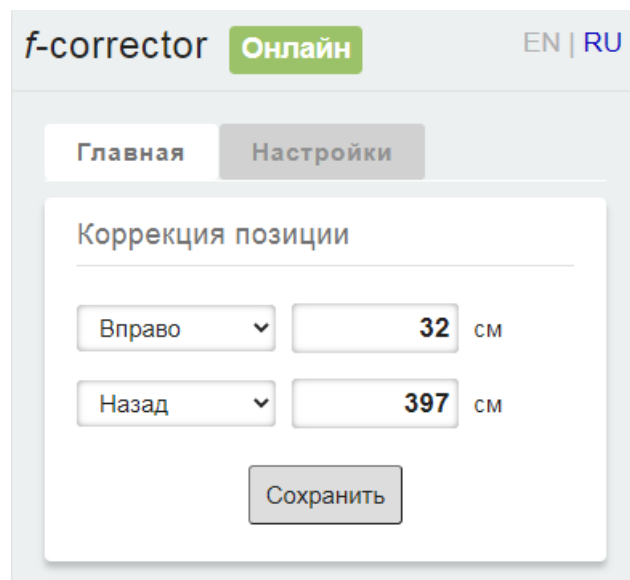 f-corrector Онлайн EN | RU
Главная Настройки
Коррекция позиции
Вправо 32 см
Назад 397 см
Сохранить